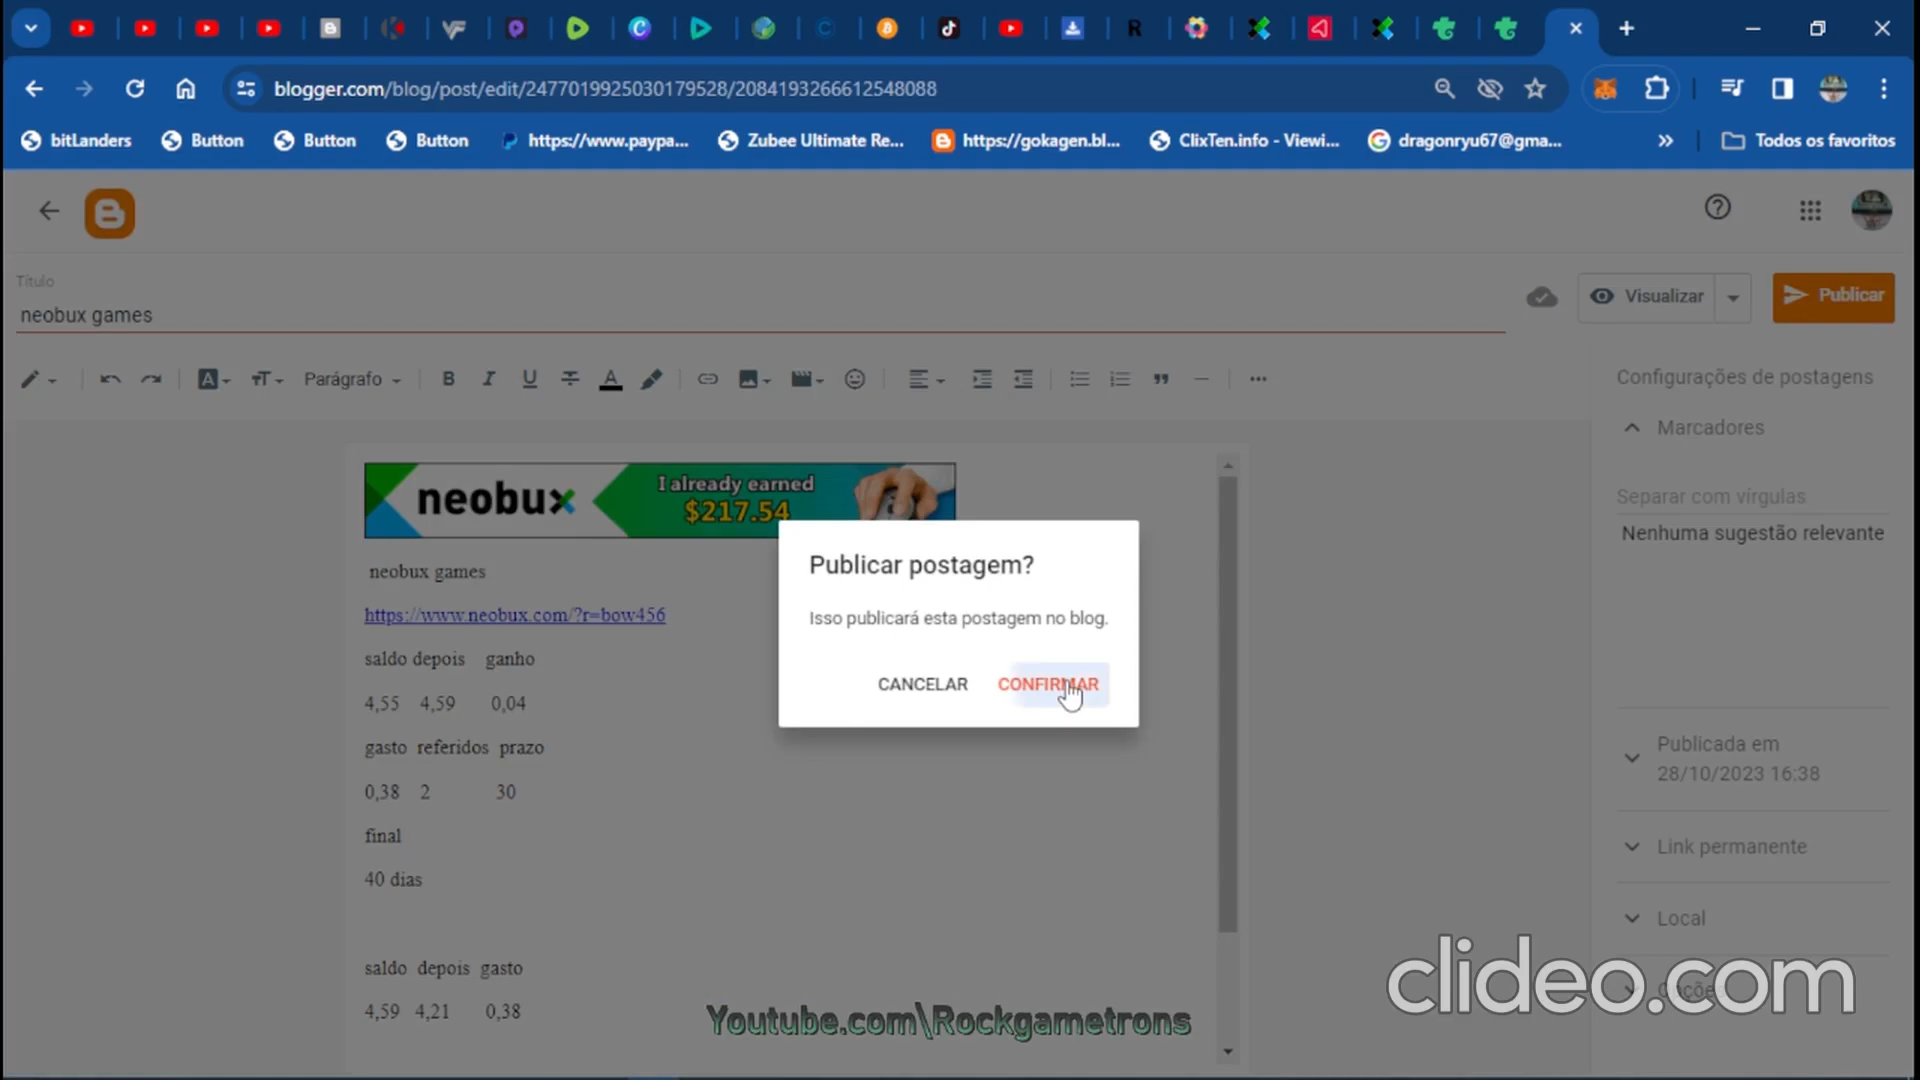 blogger.com/blog/post/edit/2477019925030179528/2084193266612548088
bitLanders
Button
Button
Button
https://www.paypa...
Zubee Ultimate Re...
https://gokagen.bl...
ClixTen.info - Viewi...
dragonryu67@gma...
Todos os favoritos
Título
neobux games
Visualizar
Publicar
Parágrafo
Configurações de postagens
Marcadores
Separar com vírgulas
Nenhuma sugestão relevante
neobux
I already earned
$217.54
neobux games
https://www.neobux.com/?r=bow456
saldo depois ganho
4,55 4,59 0,04
gasto referidos prazo
0,38 2 30
final
40 dias
saldo depois gasto
4,59 4,21 0,38
Publicar postagem?
Isso publicará esta postagem no blog.
CANCELAR
CONFIRMAR
Publicada em
28/10/2023 16:38
Link permanente
Local
Opções
clideo.com
Youtube.com\Rockgametrons